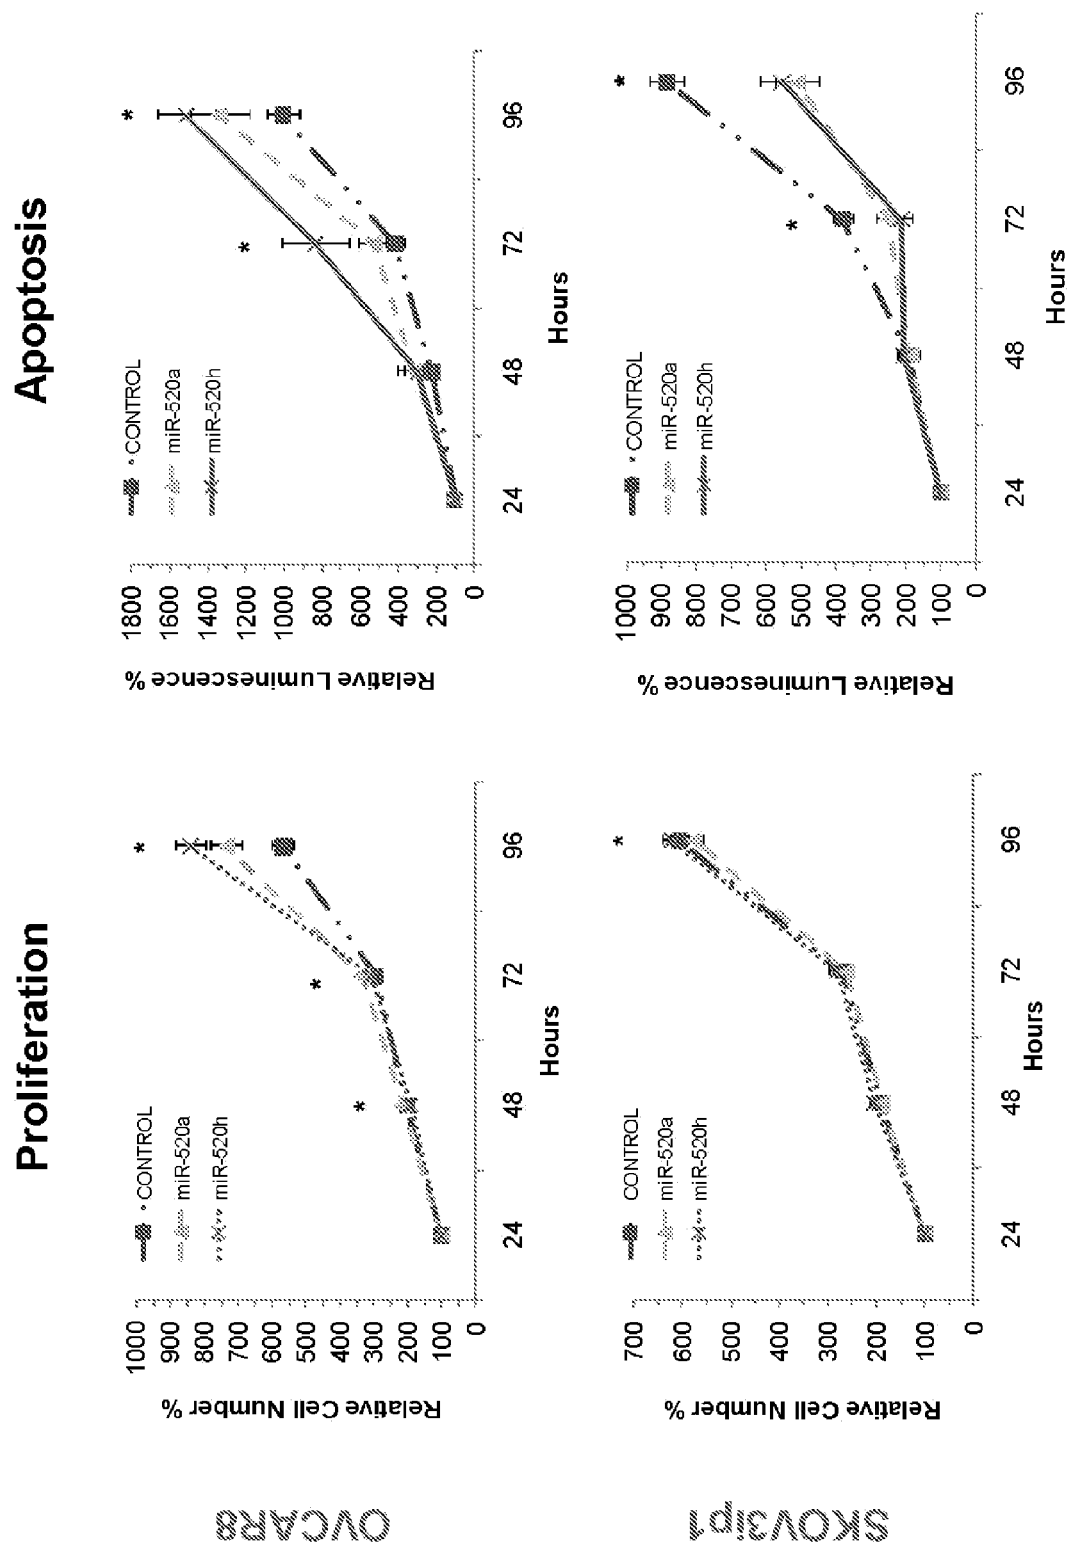 Proliferation
Apoptosis
OVCAR8
Relative Cell Number %
1000
900
800
700
600
500
400
300
200
100
0
CONTROL
miR-520a
miR-520h
*
*
*
24
48
72
96
Hours
Relative Luminescence %
1800
1600
1400
1200
1000
800
600
400
200
0
CONTROL
miR-520a
miR-520h
*
*
24
48
72
96
Hours
SKOV3ip1
Relative Cell Number %
700
600
500
400
300
200
100
0
CONTROL
miR-520a
miR-520h
*
24
48
72
96
Hours
Relative Luminescence %
1000
900
800
700
600
500
400
300
200
100
0
CONTROL
miR-520a
miR-520h
*
*
24
48
72
96
Hours